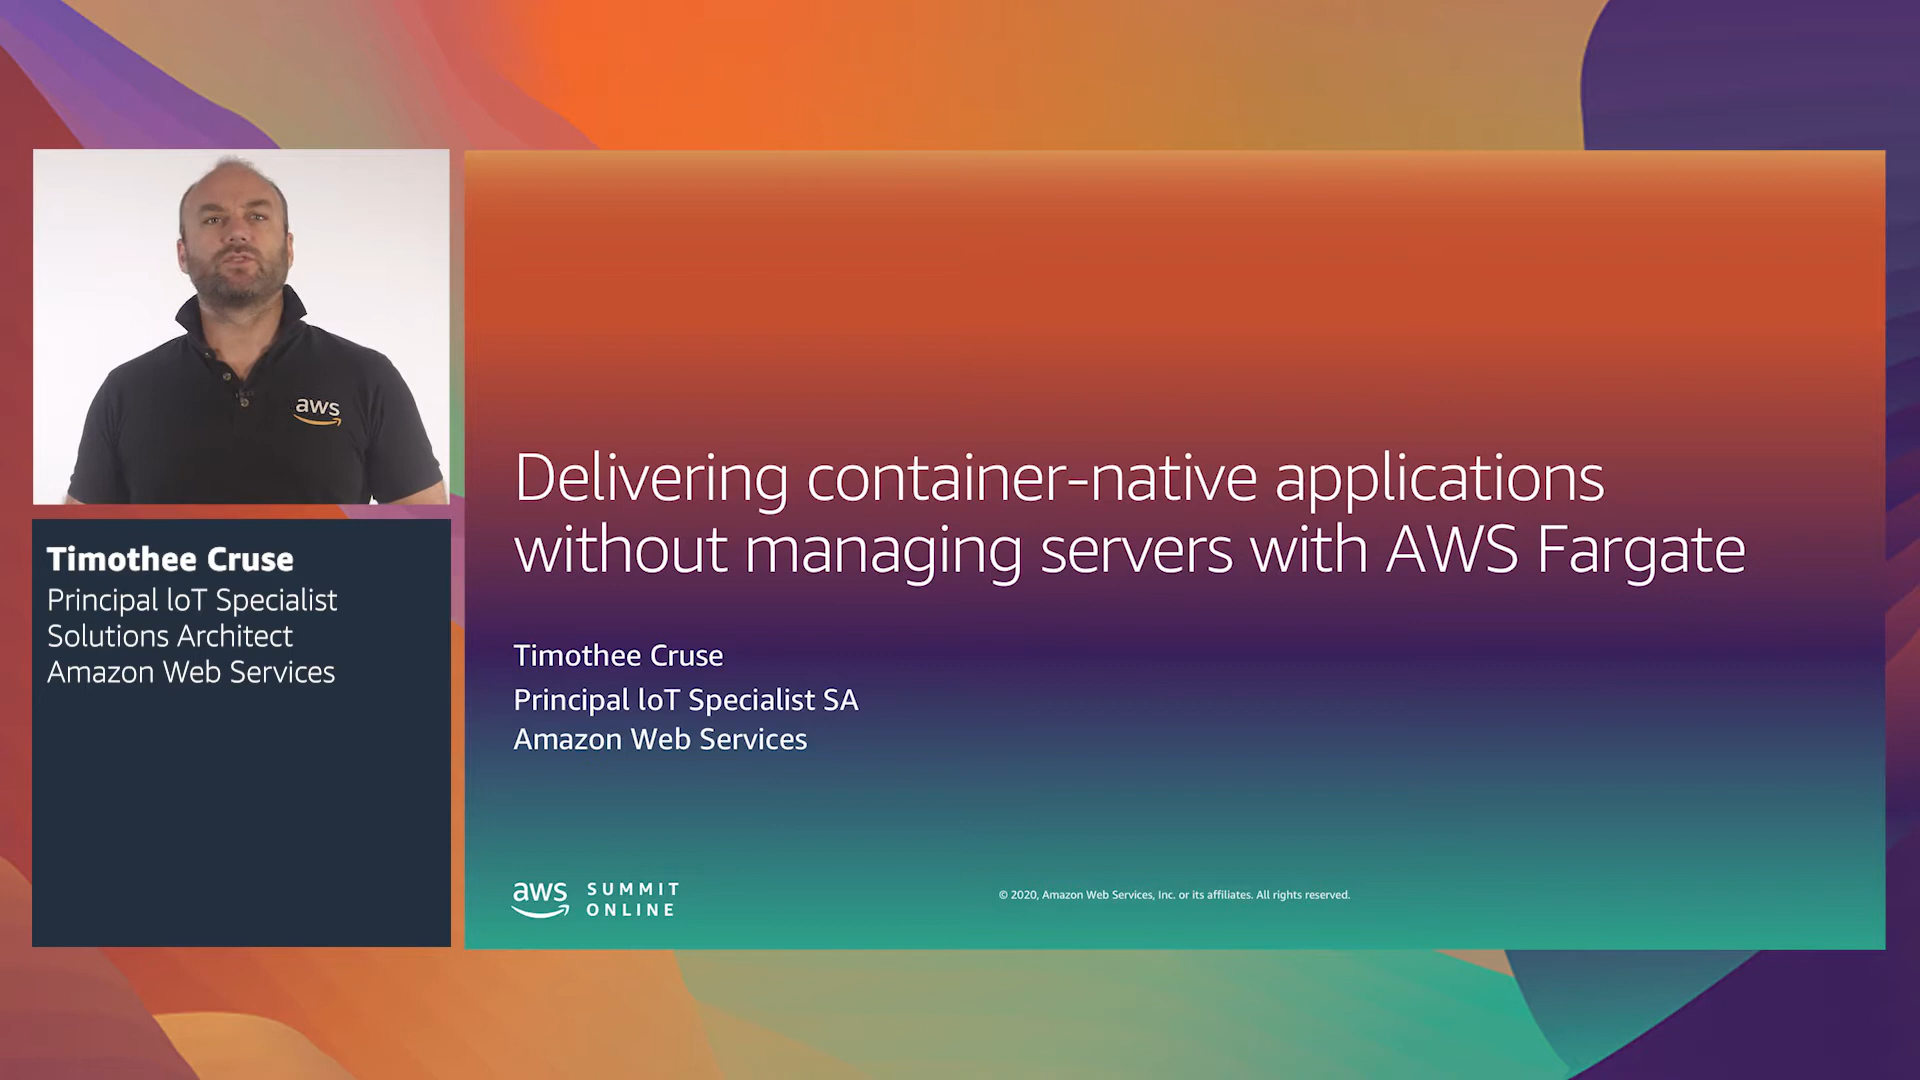 aws
Timothee Cruse
Principal loT Specialist
Solutions Architect
Amazon Web Services
Delivering container-native applications
without managing servers with AWS Fargate
Timothee Cruse
Principal loT Specialist SA
Amazon Web Services
aws SUMMIT
ONLINE
© 2020, Amazon Web Services, Inc. or its affiliates. All rights reserved.